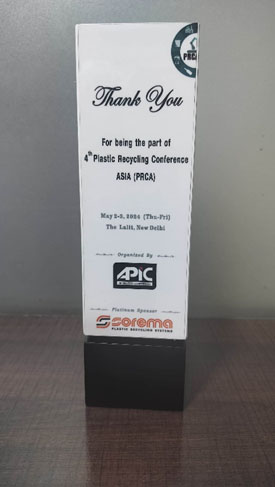 PRCA
Thank You
For being the part of
4th Plastic Recycling Conference
ASIA (PRCA)
May 2-3, 2024 (Thu-Fri)
The Lalit, New Delhi
Organized By
APIC
Platinum Sponsor
sorema
PLASTIC RECYCLING SYSTEMS